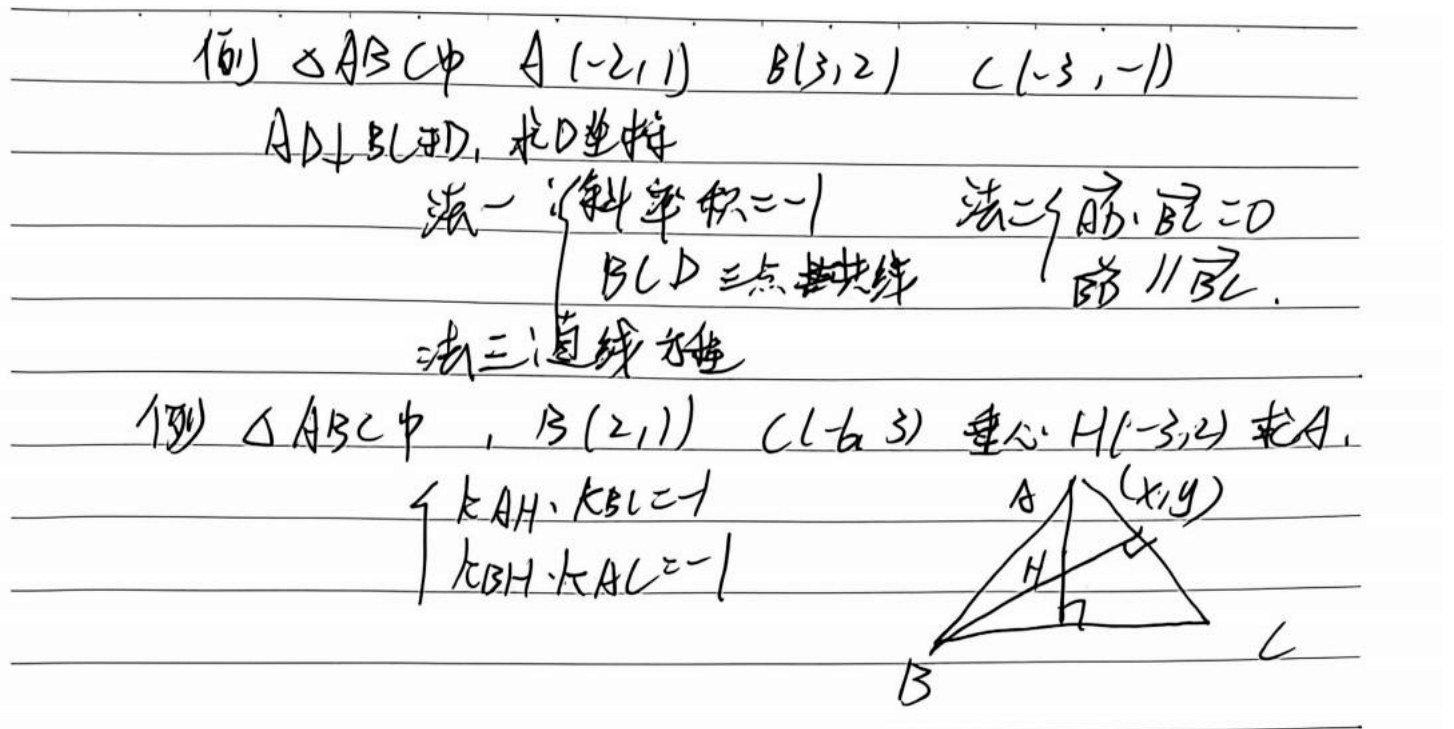 例) △ABC中 A(-2,1) B(3,2) C(-3,-1)
AD⊥BC于D, 求D坐标
法一:{斜率积=-1 法二{AD·BC=0
BCD三点共线 BD//BC.
法三:直线方程
例) △ABC中, B(2,1) C(-6,3) 垂心H(-3,2) 求A.
{kAH·kBC=-1 A (x,y)
kBH·kAC=-1 H
B C